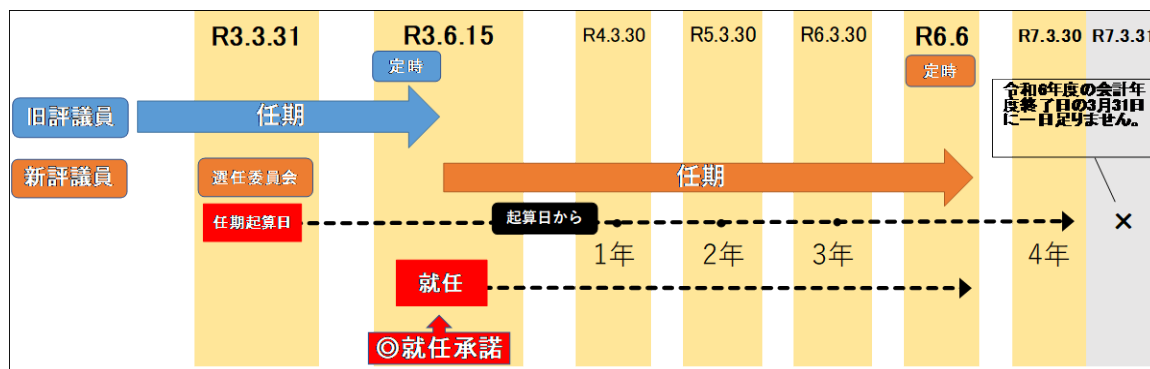 R3.3.31
R3.6.15
R4.3.30
R5.3.30
R6.3.30
R6.6
R7.3.30
R7.3.31
定時
定時
令和6年度の会計年
度終了日の3月31日
に一日足りません。
旧評議員
任期
新評議員
選任委員会
任期
任期起算日
起算日から
×
1年
2年
3年
4年
就任
◎就任承諾